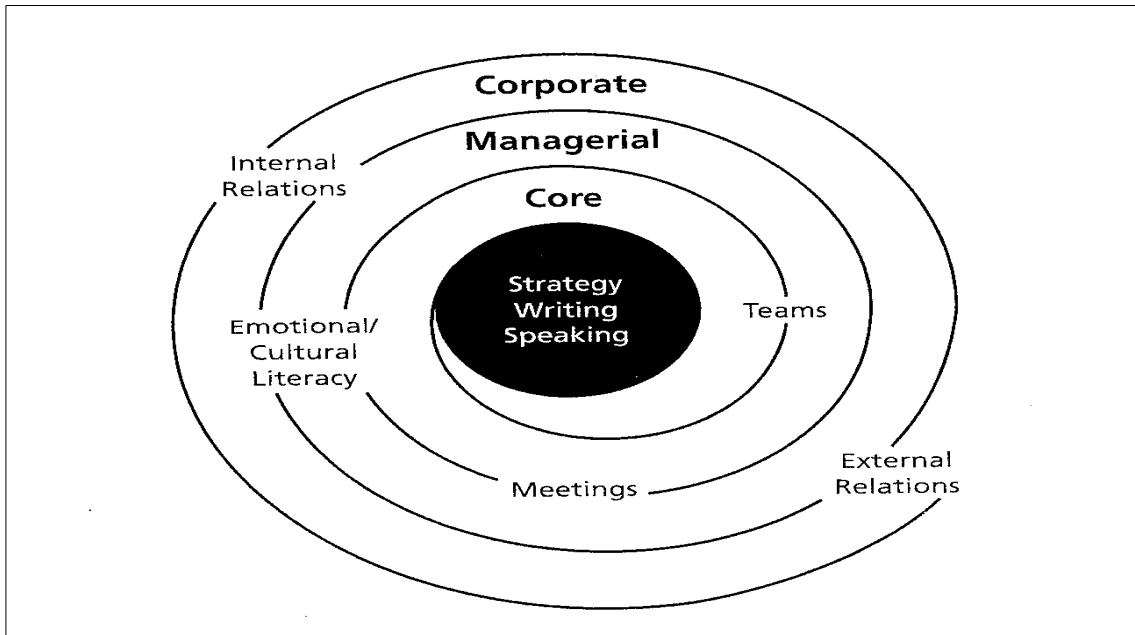 Corporate
Managerial
Internal
Relations
Core
Strategy
Writing
Speaking
Teams
Emotional/
Cultural
Literacy
Meetings
External
Relations